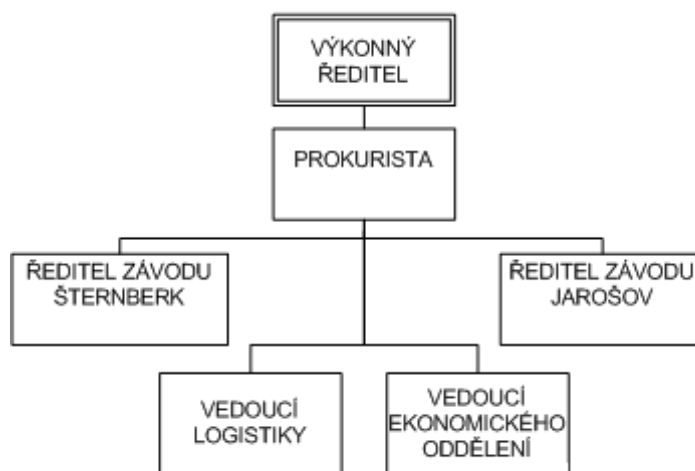 VÝKONNÝ
ŘEDITEL
PROKURISTA
ŘEDITEL ZÁVODU
ŠTERNBERK
ŘEDITEL ZÁVODU
JAROŠOV
VEDOUCÍ
LOGISTIKY
VEDOUCÍ
EKONOMICKÉHO
ODDĚLENÍ